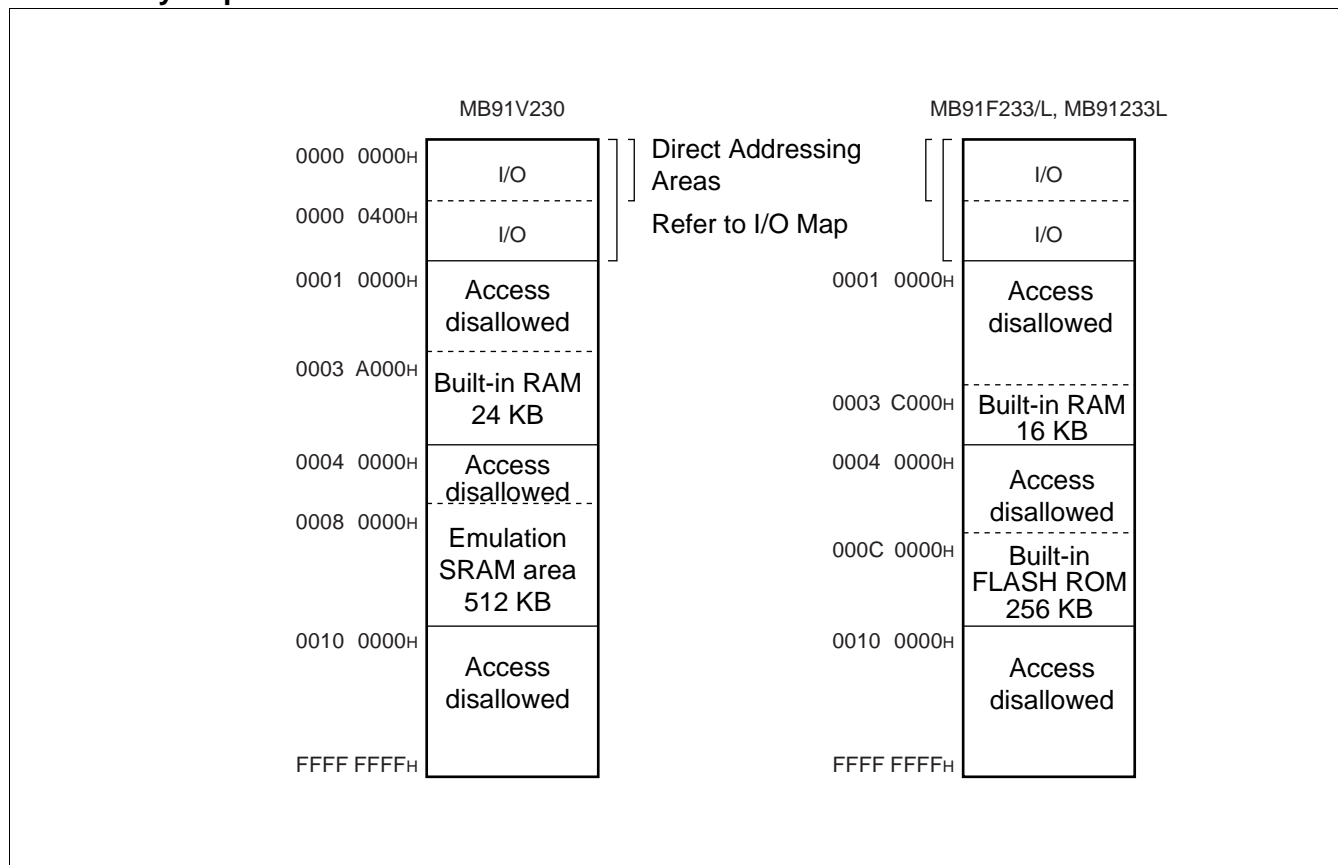 MB91V230
0000 0000H
I/O
0000 0400H
I/O
0001 0000H
Access
disallowed
0003 A000H
Built-in RAM
24 KB
0004 0000H
Access
disallowed
0008 0000H
Emulation
SRAM area
512 KB
0010 0000H
Access
disallowed
FFFF FFFFH
Direct Addressing
Areas
Refer to I/O Map
MB91F233/L, MB91233L
I/O
I/O
0001 0000H
Access
disallowed
0003 C000H
Built-in RAM
16 KB
0004 0000H
Access
disallowed
000C 0000H
Built-in
FLASH ROM
256 KB
0010 0000H
Access
disallowed
FFFF FFFFH